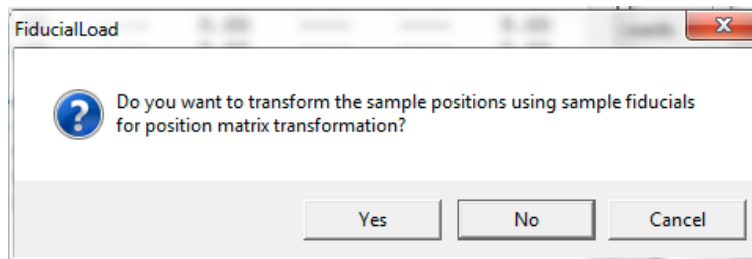 FiducialLoad
Do you want to transform the sample positions using sample fiducials
for position matrix transformation?
Yes
No
Cancel